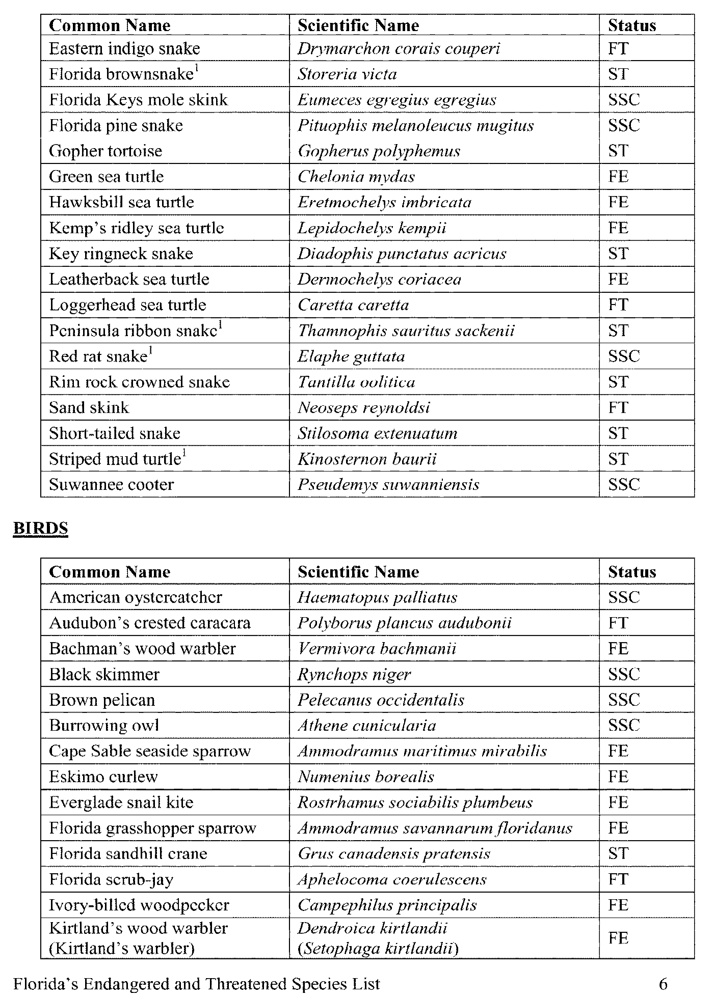 Common Name Scientific Name Status
Eastern indigo snake Drymarchon corais couperi FT
Florida brownsnake¹ Storeria victa ST
Florida Keys mole skink Eumeces egregius egregius SSC
Florida pine snake Pituophis melanoleucus mugitus SSC
Gopher tortoise Gopherus polyphemus ST
Green sea turtle Chelonia mydas FE
Hawksbill sea turtle Eretmochelys imbricata FE
Kemp's ridley sea turtle Lepidochelys kempii FE
Key ringneck snake Diadophis punctatus acricus ST
Leatherback sea turtle Dermochelys coriacea FE
Loggerhead sea turtle Caretta caretta FT
Peninsula ribbon snake¹ Thamnophis sauritus sackenii ST
Red rat snake¹ Elaphe guttata SSC
Rim rock crowned snake Tantilla oolitica ST
Sand skink Neoseps reynoldsi FT
Short-tailed snake Stilosoma extenuatum ST
Striped mud turtle¹ Kinosternon baurii ST
Suwannee cooter Pseudemys suwanniensis SSC
BIRDS
Common Name Scientific Name Status
American oystercatcher Haematopus palliatus SSC
Audubon's crested caracara Polyborus plancus audubonii FT
Bachman's wood warbler Vermivora bachmanii FE
Black skimmer Rynchops niger SSC
Brown pelican Pelecanus occidentalis SSC
Burrowing owl Athene cunicularia SSC
Cape Sable seaside sparrow Ammodramus maritimus mirabilis FE
Eskimo curlew Numenius borealis FE
Everglade snail kite Rostrhamus sociabilis plumbeus FE
Florida grasshopper sparrow Ammodramus savannarum floridanus FE
Florida sandhill crane Grus canadensis pratensis ST
Florida scrub-jay Aphelocoma coerulescens FT
Ivory-billed woodpecker Campephilus principalis FE
Kirtland's wood warbler Dendroica kirtlandii
(Kirtland's warbler) (Setophaga kirtlandii) FE
Florida's Endangered and Threatened Species List 6